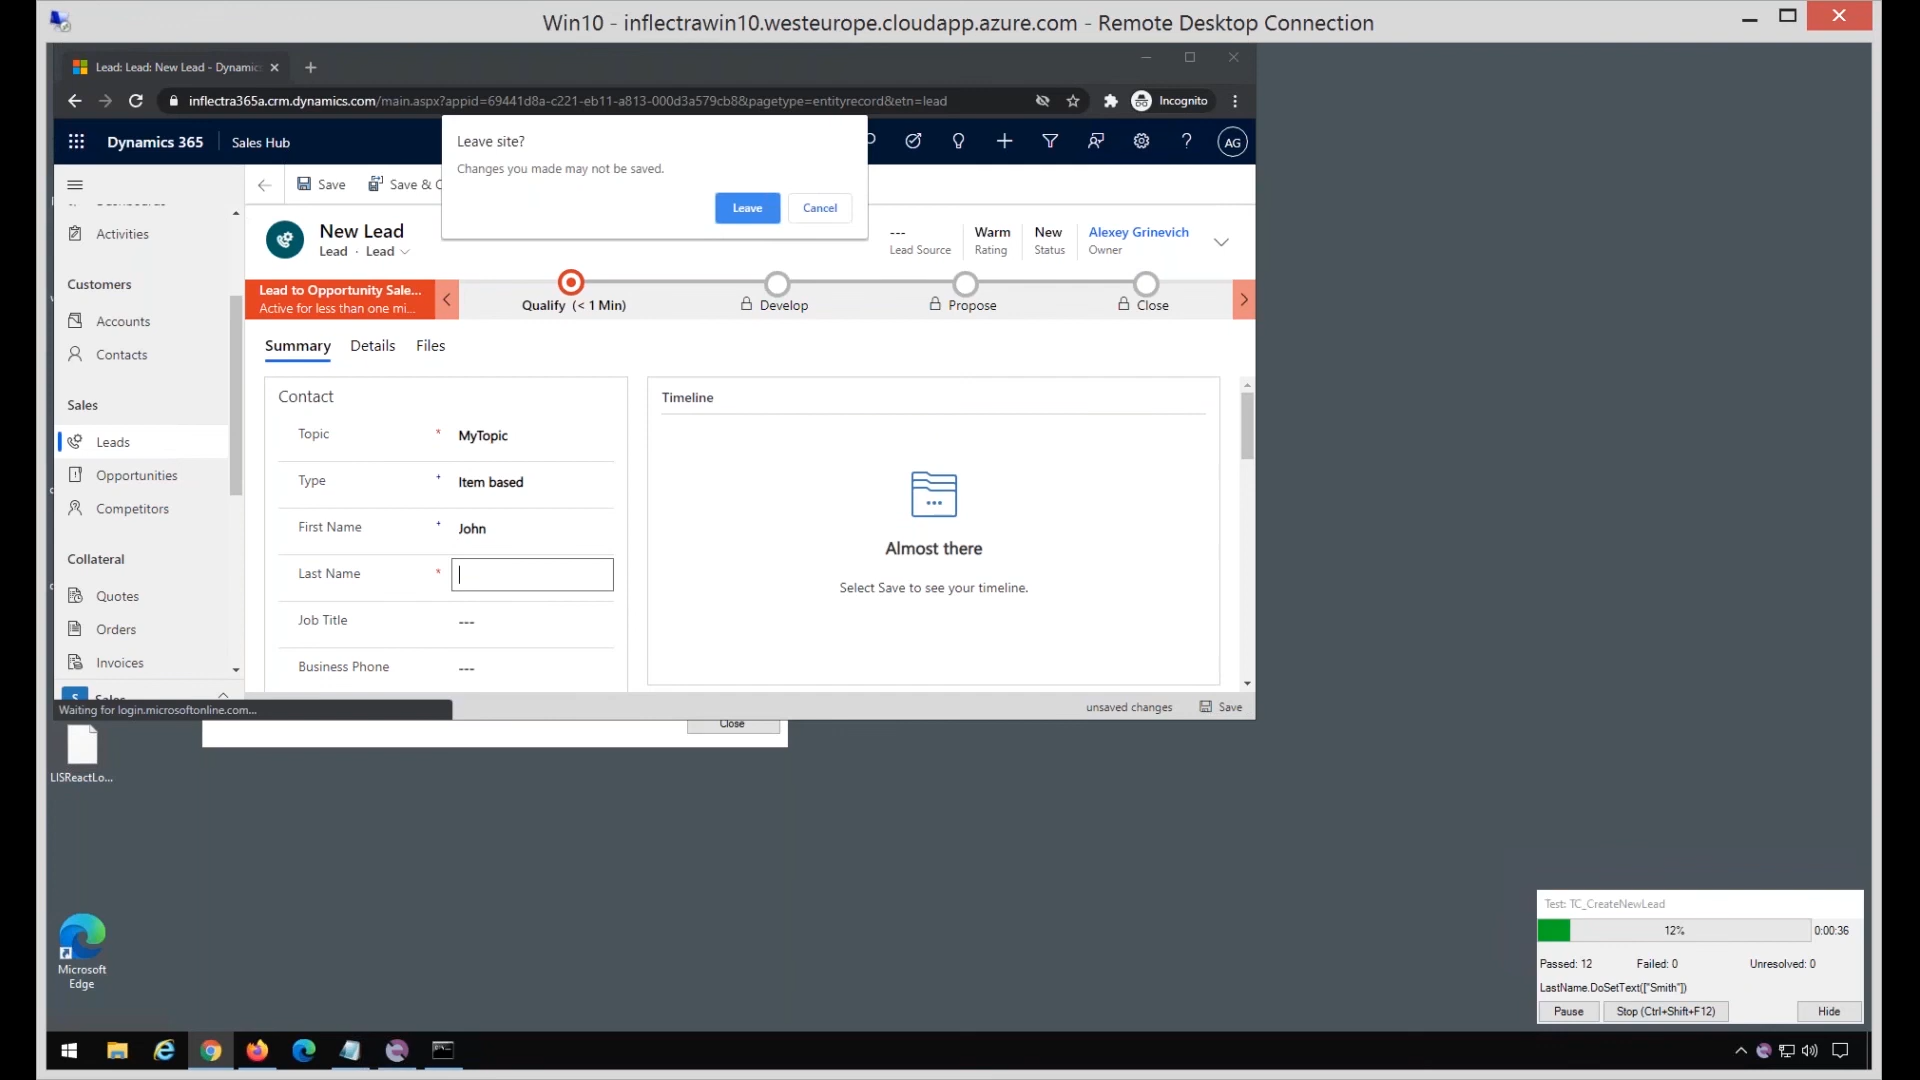 Win10 - inflectrawin10.westeurope.cloudapp.azure.com - Remote Desktop Connection
Lead: Lead: New Lead - Dynamic
inflectra365a.crm.dynamics.com/main.aspx?appid=69441d8a-c221-eb11-a813-000d3a579cb8&pagetype=entityrecord&etn=lead
Incognito
Dynamics 365
Sales Hub
AG
Leave site?
Changes you made may not be saved.
Leave
Cancel
Save
Save & C
New Lead
Lead · Lead
---
Lead Source
Warm
Rating
New
Status
Alexey Grinevich
Owner
Activities
Customers
Accounts
Contacts
Sales
Leads
Opportunities
Competitors
Collateral
Quotes
Orders
Invoices
S
Sales
Lead to Opportunity Sale...
Active for less than one mi...
Qualify (< 1 Min)
Develop
Propose
Close
Summary
Details
Files
Contact
Topic * MyTopic
Type + Item based
First Name + John
Last Name *
Job Title ---
Business Phone ---
Timeline
Almost there
Select Save to see your timeline.
Waiting for login.microsoftonline.com...
unsaved changes
Save
Close
LISReactLo...
Microsoft
Edge
Test: TC_CreateNewLead
12%
0:00:36
Passed: 12
Failed: 0
Unresolved: 0
LastName.DoSetText(["Smith"])
Pause
Stop (Ctrl+Shift+F12)
Hide